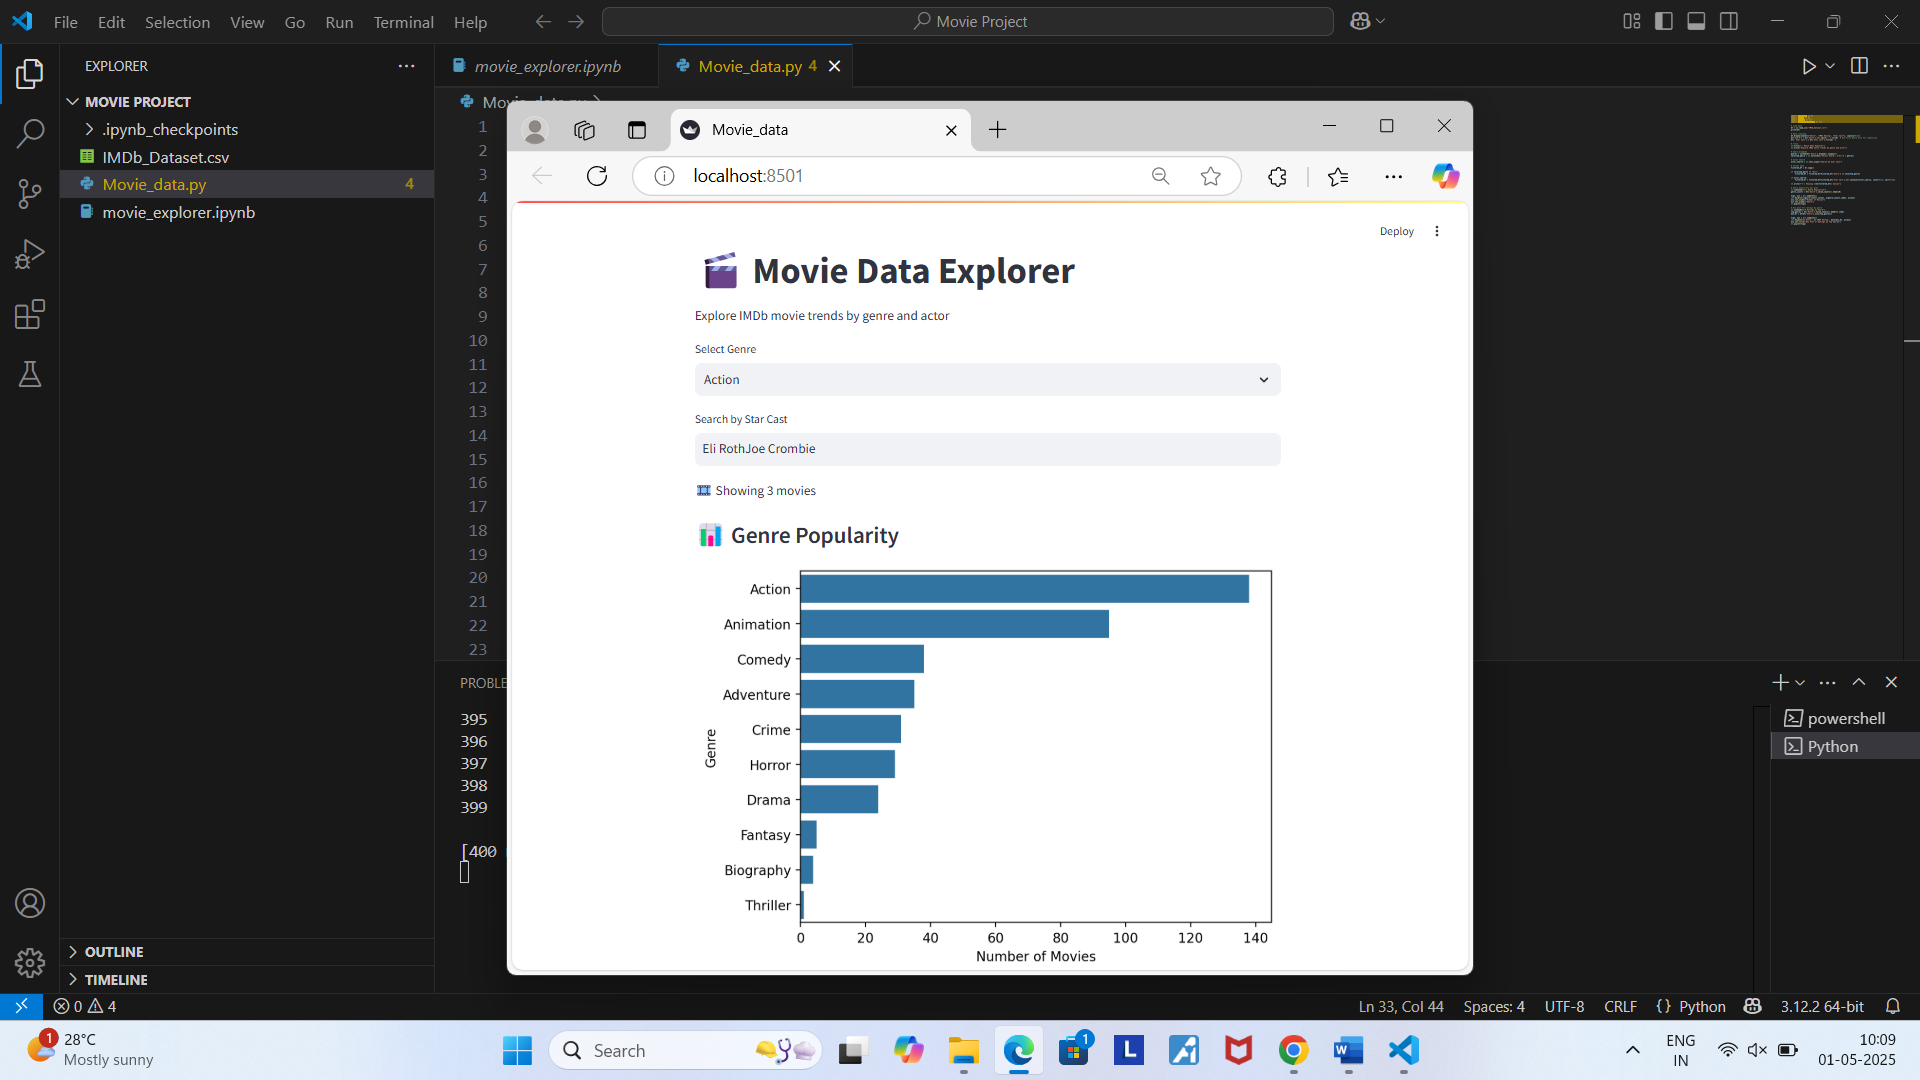 File Edit Selection View Go Run Terminal Help
Movie Project
EXPLORER
MOVIE PROJECT
.ipynb_checkpoints
IMDb_Dataset.csv
Movie_data.py 4
movie_explorer.ipynb
OUTLINE
TIMELINE
movie_explorer.ipynb
Movie_data.py 4
1
2
3
4
5
6
7
8
9
10
11
12
13
14
15
16
17
18
19
20
21
22
23
395
396
397
398
399
[400
powershell
Python
Movie_data
localhost:8501
Deploy
Movie Data Explorer
Explore IMDb movie trends by genre and actor
Select Genre
Action
Search by Star Cast
Eli RothJoe Crombie
Showing 3 movies
Genre Popularity
Action
Animation
Comedy
Adventure
Crime
Horror
Drama
Fantasy
Biography
Thriller
Genre
0 20 40 60 80 100 120 140
Number of Movies
0 4
Ln 33, Col 44 Spaces: 4 UTF-8 CRLF {} Python 3.12.2 64-bit
1
28°C
Mostly sunny
Search
1
L
W
ENG
IN
10:09
01-05-2025